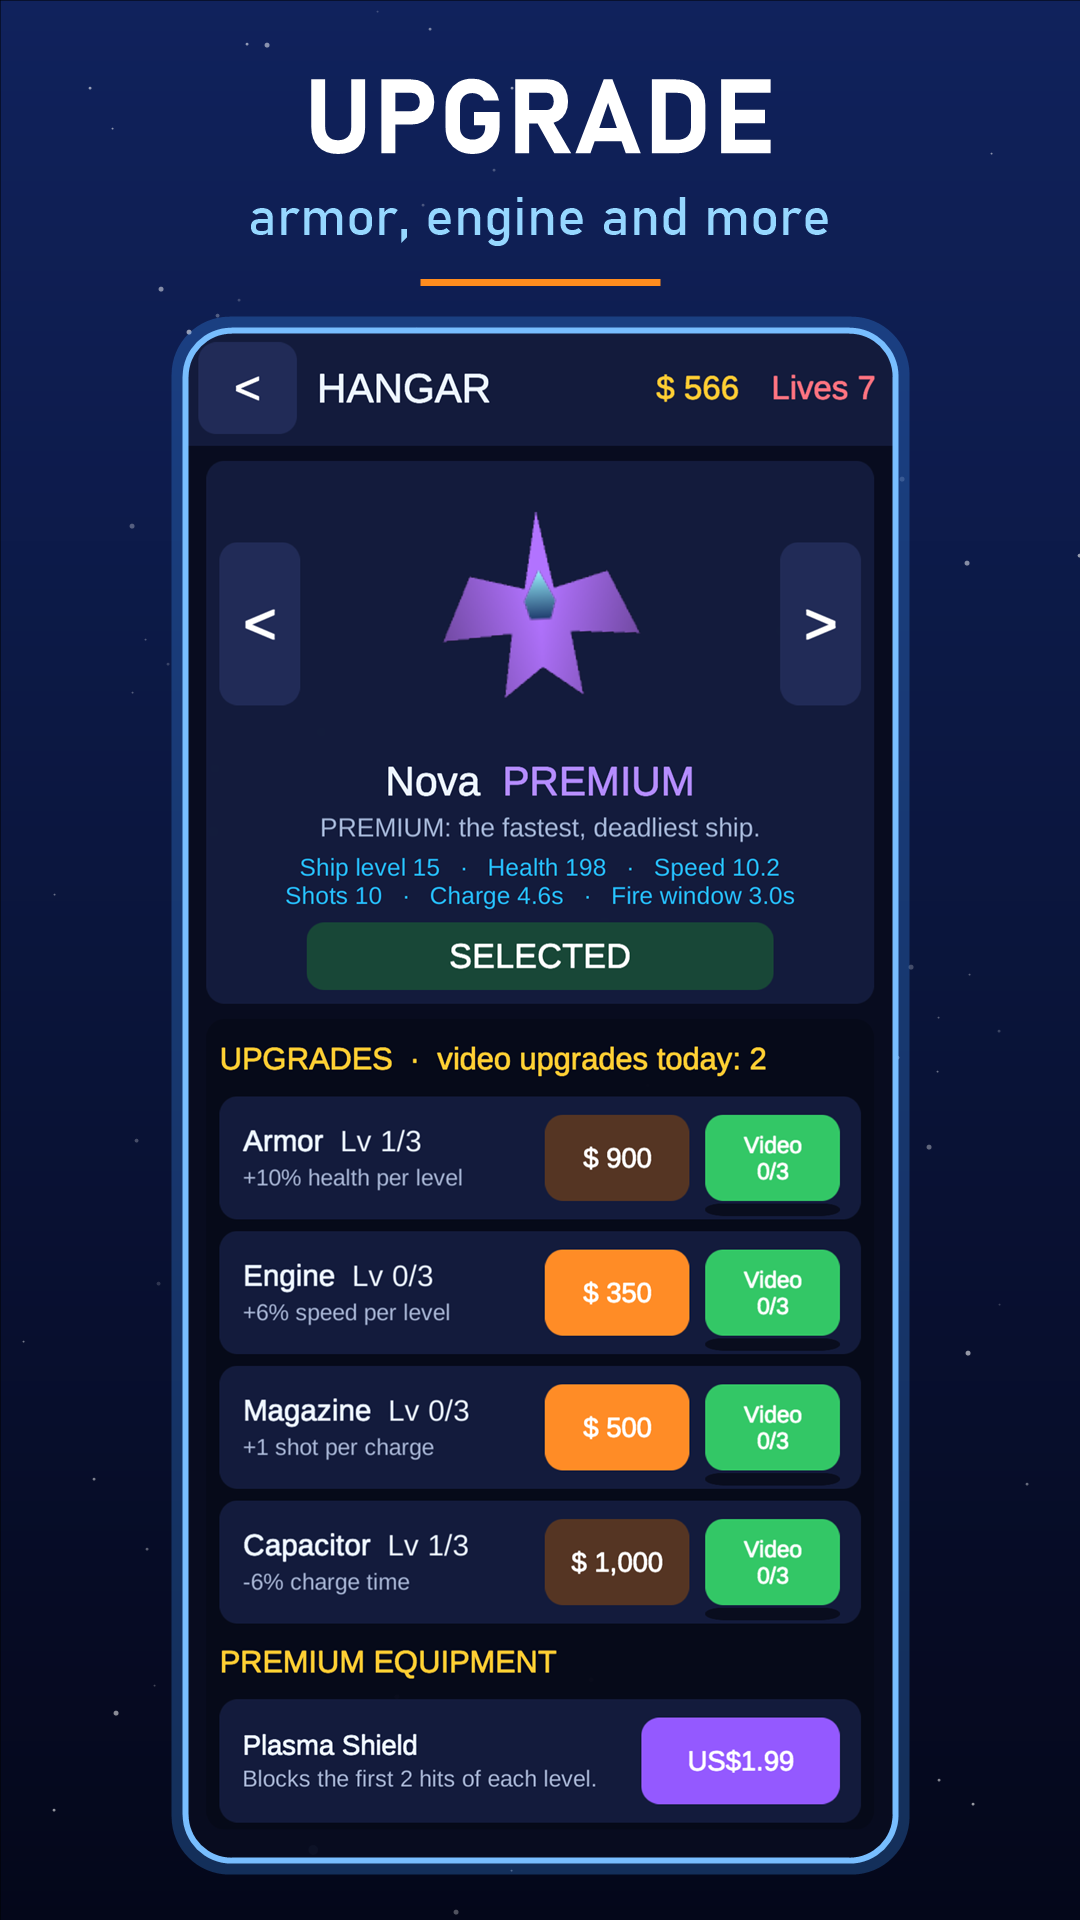 UPGRADE
armor, engine and more
< HANGAR $ 566 Lives 7
< >
Nova PREMIUM
PREMIUM: the fastest, deadliest ship.
Ship level 15 · Health 198 · Speed 10.2
Shots 10 · Charge 4.6s · Fire window 3.0s
SELECTED
UPGRADES · video upgrades today: 2
Armor Lv 1/3
+10% health per level
$ 900
Video
0/3
Engine Lv 0/3
+6% speed per level
$ 350
Video
0/3
Magazine Lv 0/3
+1 shot per charge
$ 500
Video
0/3
Capacitor Lv 1/3
-6% charge time
$ 1,000
Video
0/3
PREMIUM EQUIPMENT
Plasma Shield
Blocks the first 2 hits of each level.
US$1.99